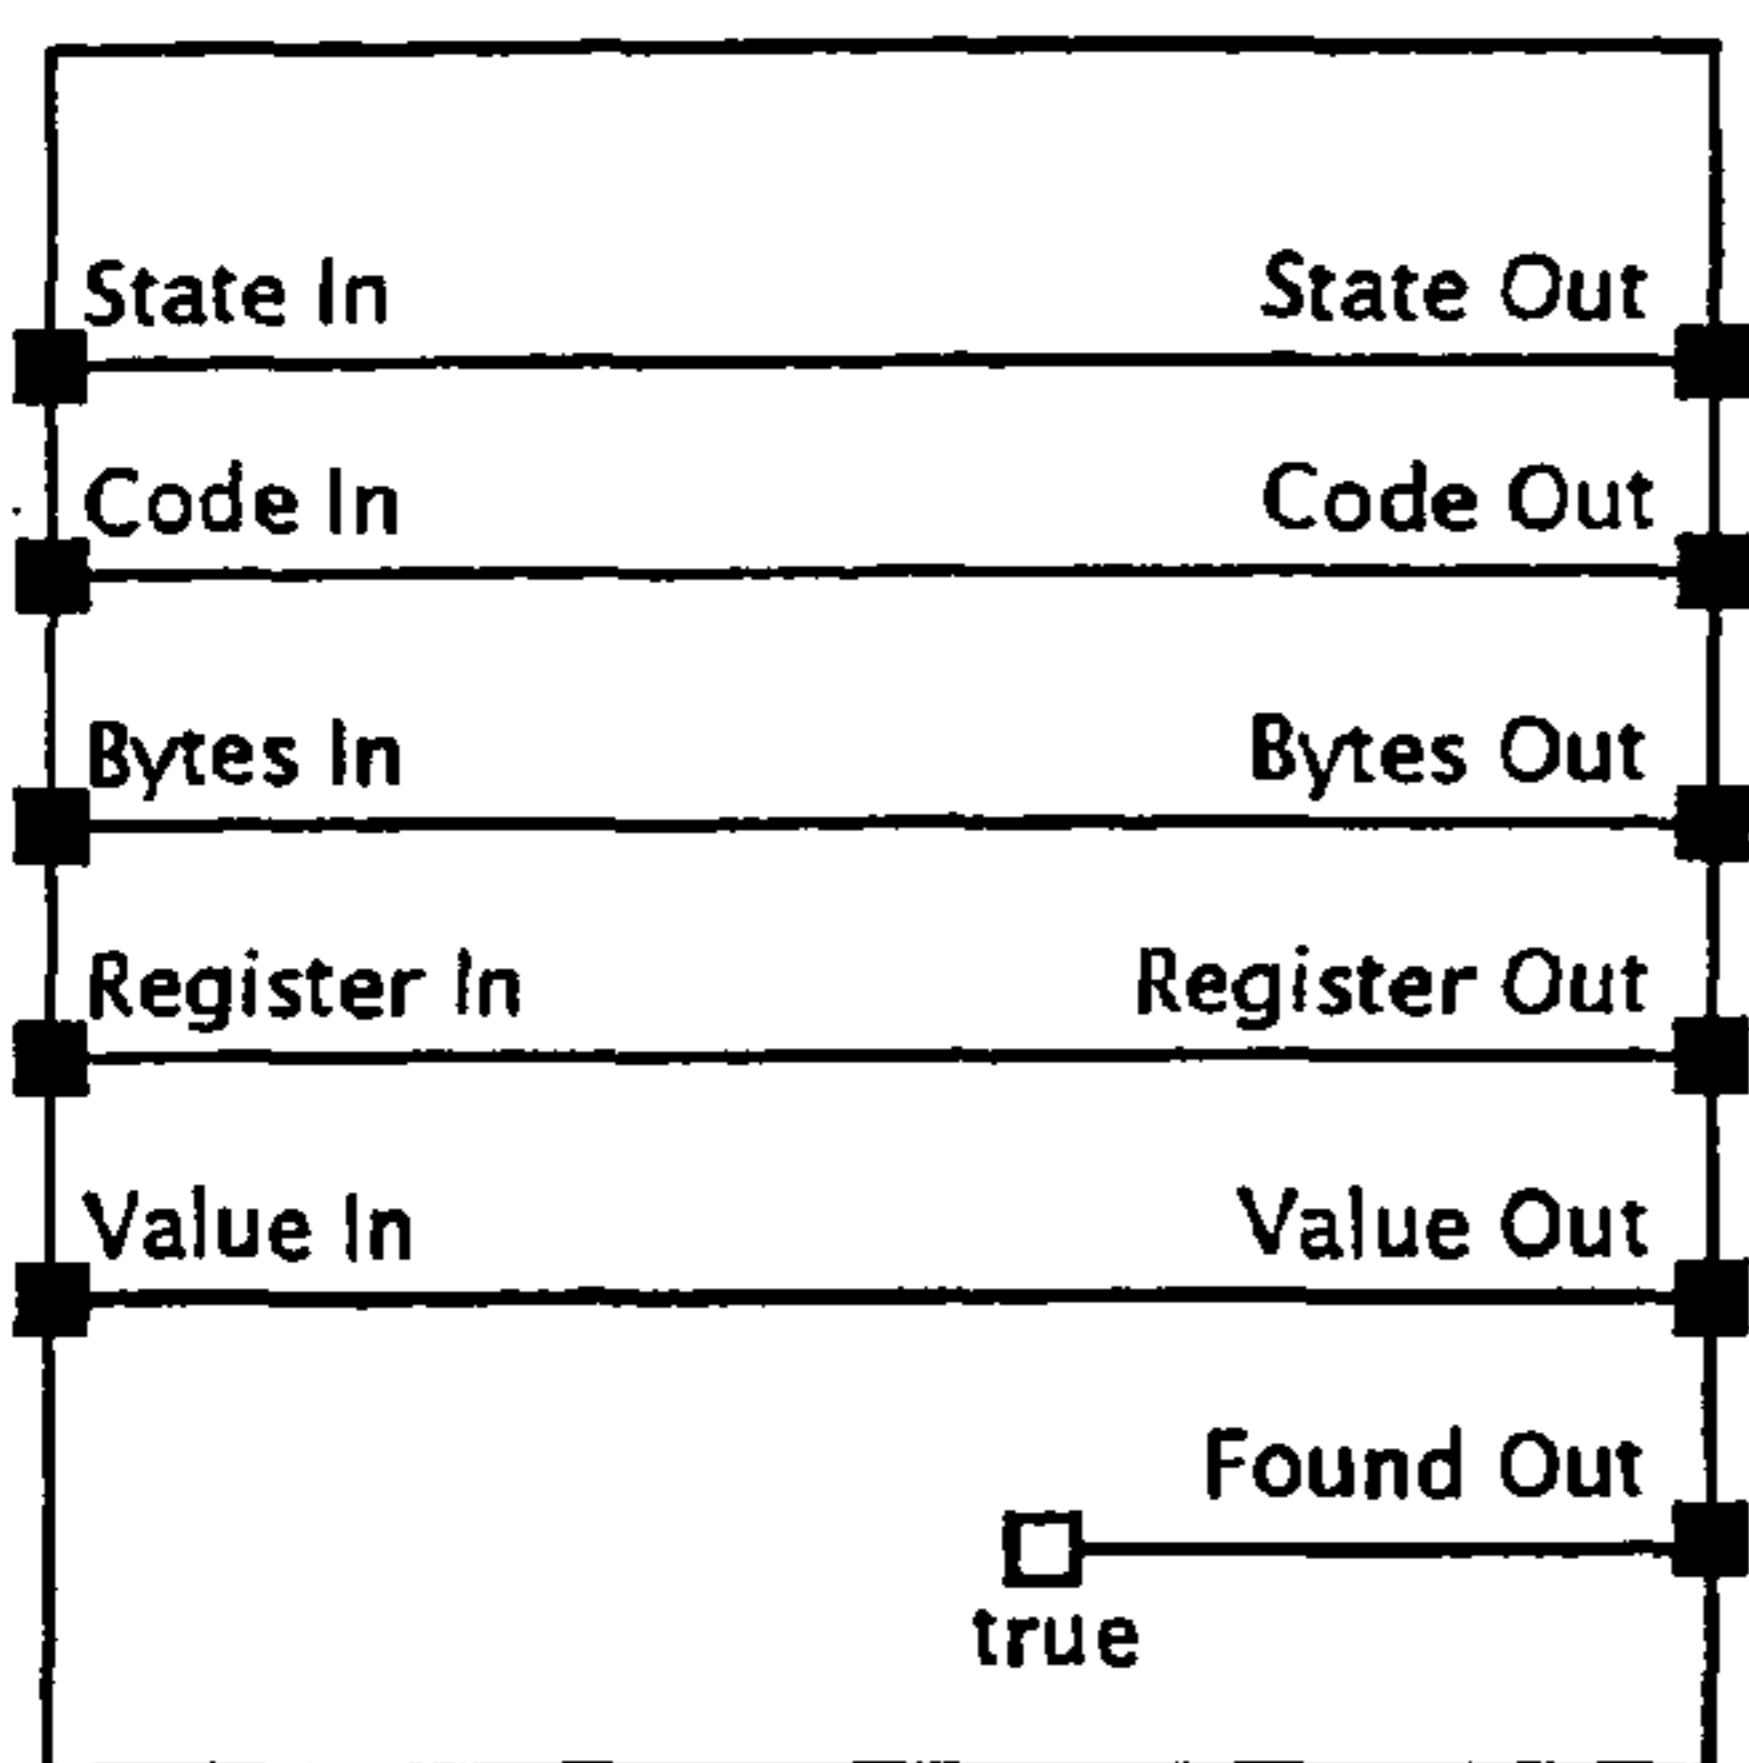 State In State Out
Code In Code Out
Bytes In Bytes Out
Register In Register Out
Value In Value Out
Found Out
true